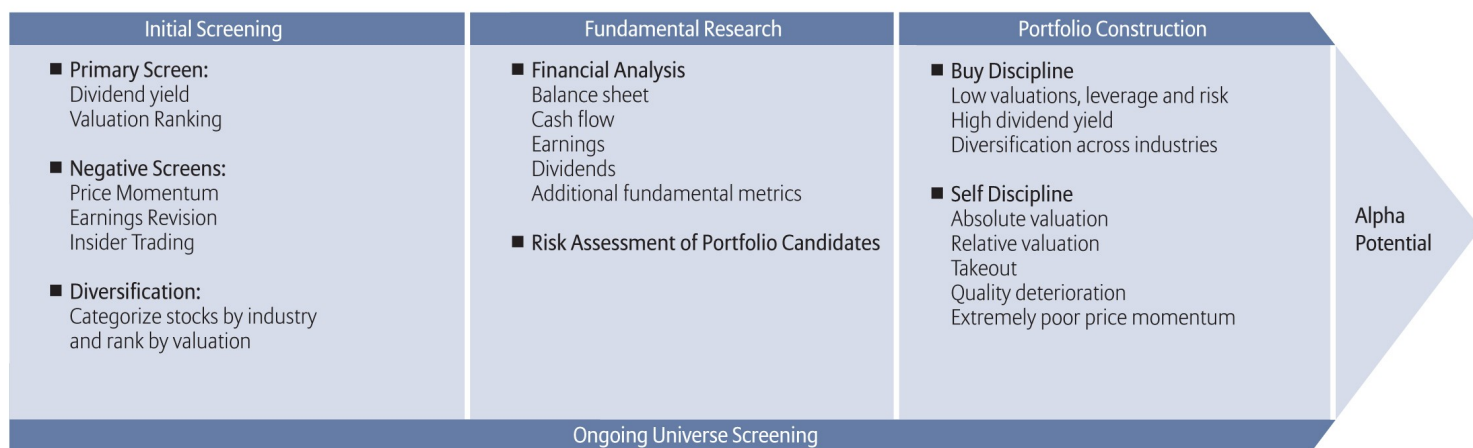 Initial Screening
■ Primary Screen:
Dividend yield
Valuation Ranking
■ Negative Screens:
Price Momentum
Earnings Revision
Insider Trading
■ Diversification:
Categorize stocks by industry
and rank by valuation
Fundamental Research
■ Financial Analysis
Balance sheet
Cash flow
Earnings
Dividends
Additional fundamental metrics
■ Risk Assessment of Portfolio Candidates
Portfolio Construction
■ Buy Discipline
Low valuations, leverage and risk
High dividend yield
Diversification across industries
■ Self Discipline
Absolute valuation
Relative valuation
Takeout
Quality deterioration
Extremely poor price momentum
Alpha
Potential
Ongoing Universe Screening